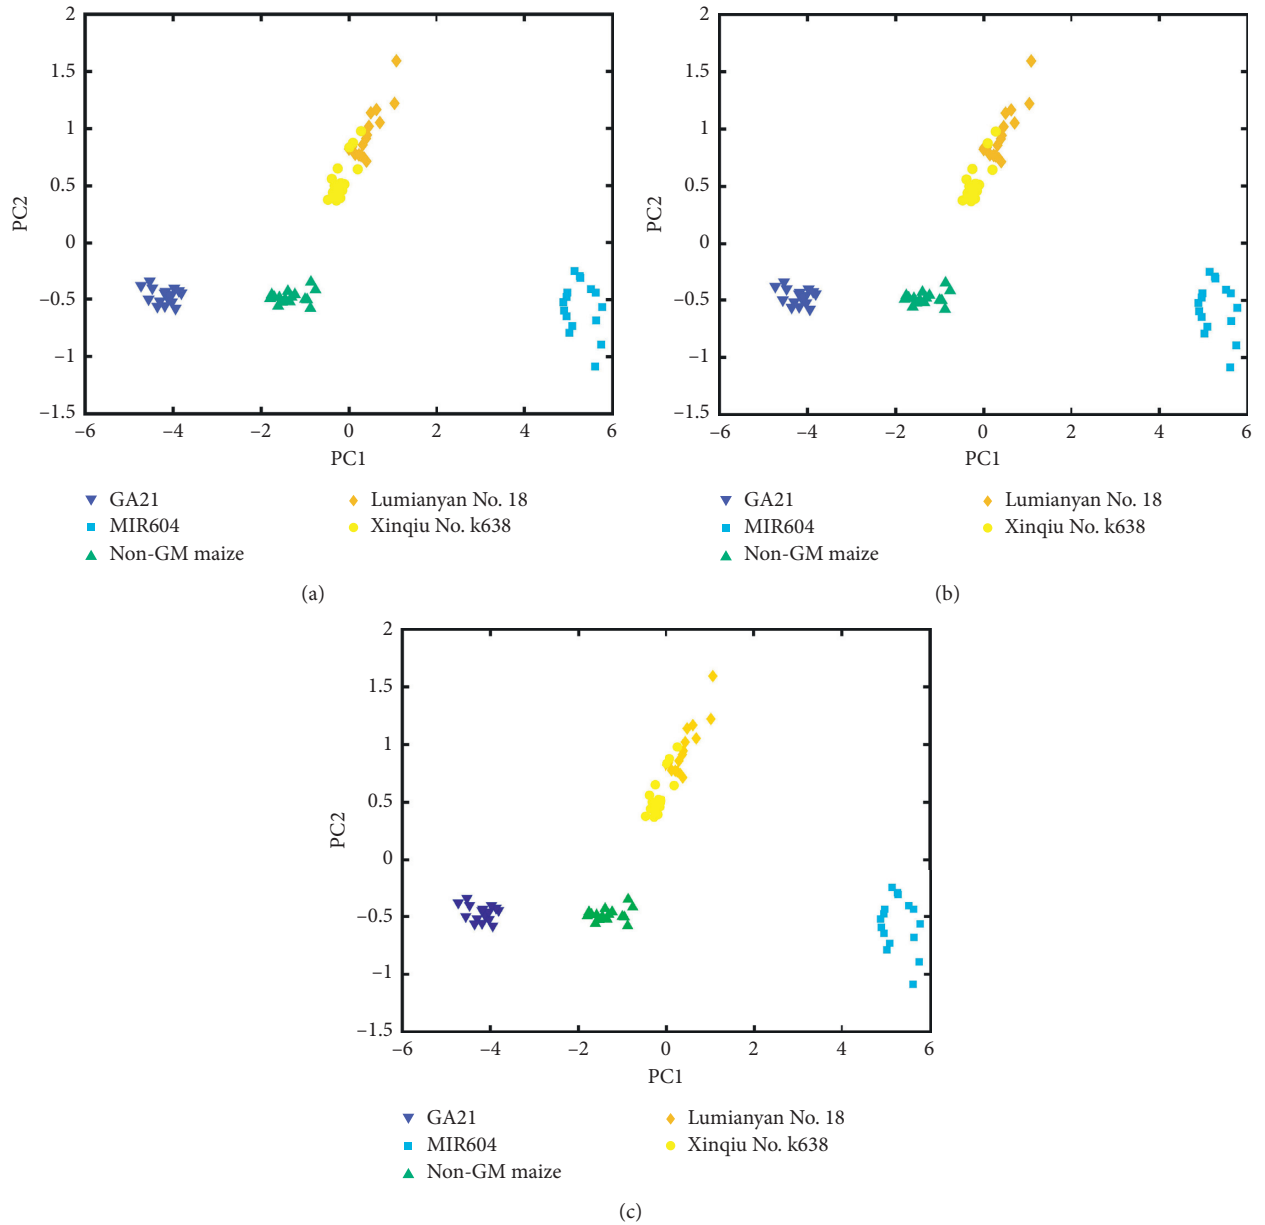 2
1.5
1
0.5
0
−0.5
−1
−1.5
PC2
−6 −4 −2 0 2 4 6
PC1
GA21
MIR604
Non-GM maize
Lumianyan No. 18
Xinqiu No. k638
(a)
2
1.5
1
0.5
0
−0.5
−1
−1.5
PC2
−6 −4 −2 0 2 4 6
PC1
GA21
MIR604
Non-GM maize
Lumianyan No. 18
Xinqiu No. k638
(b)
2
1.5
1
0.5
0
−0.5
−1
−1.5
PC2
−6 −4 −2 0 2 4 6
PC1
GA21
MIR604
Non-GM maize
Lumianyan No. 18
Xinqiu No. k638
(c)